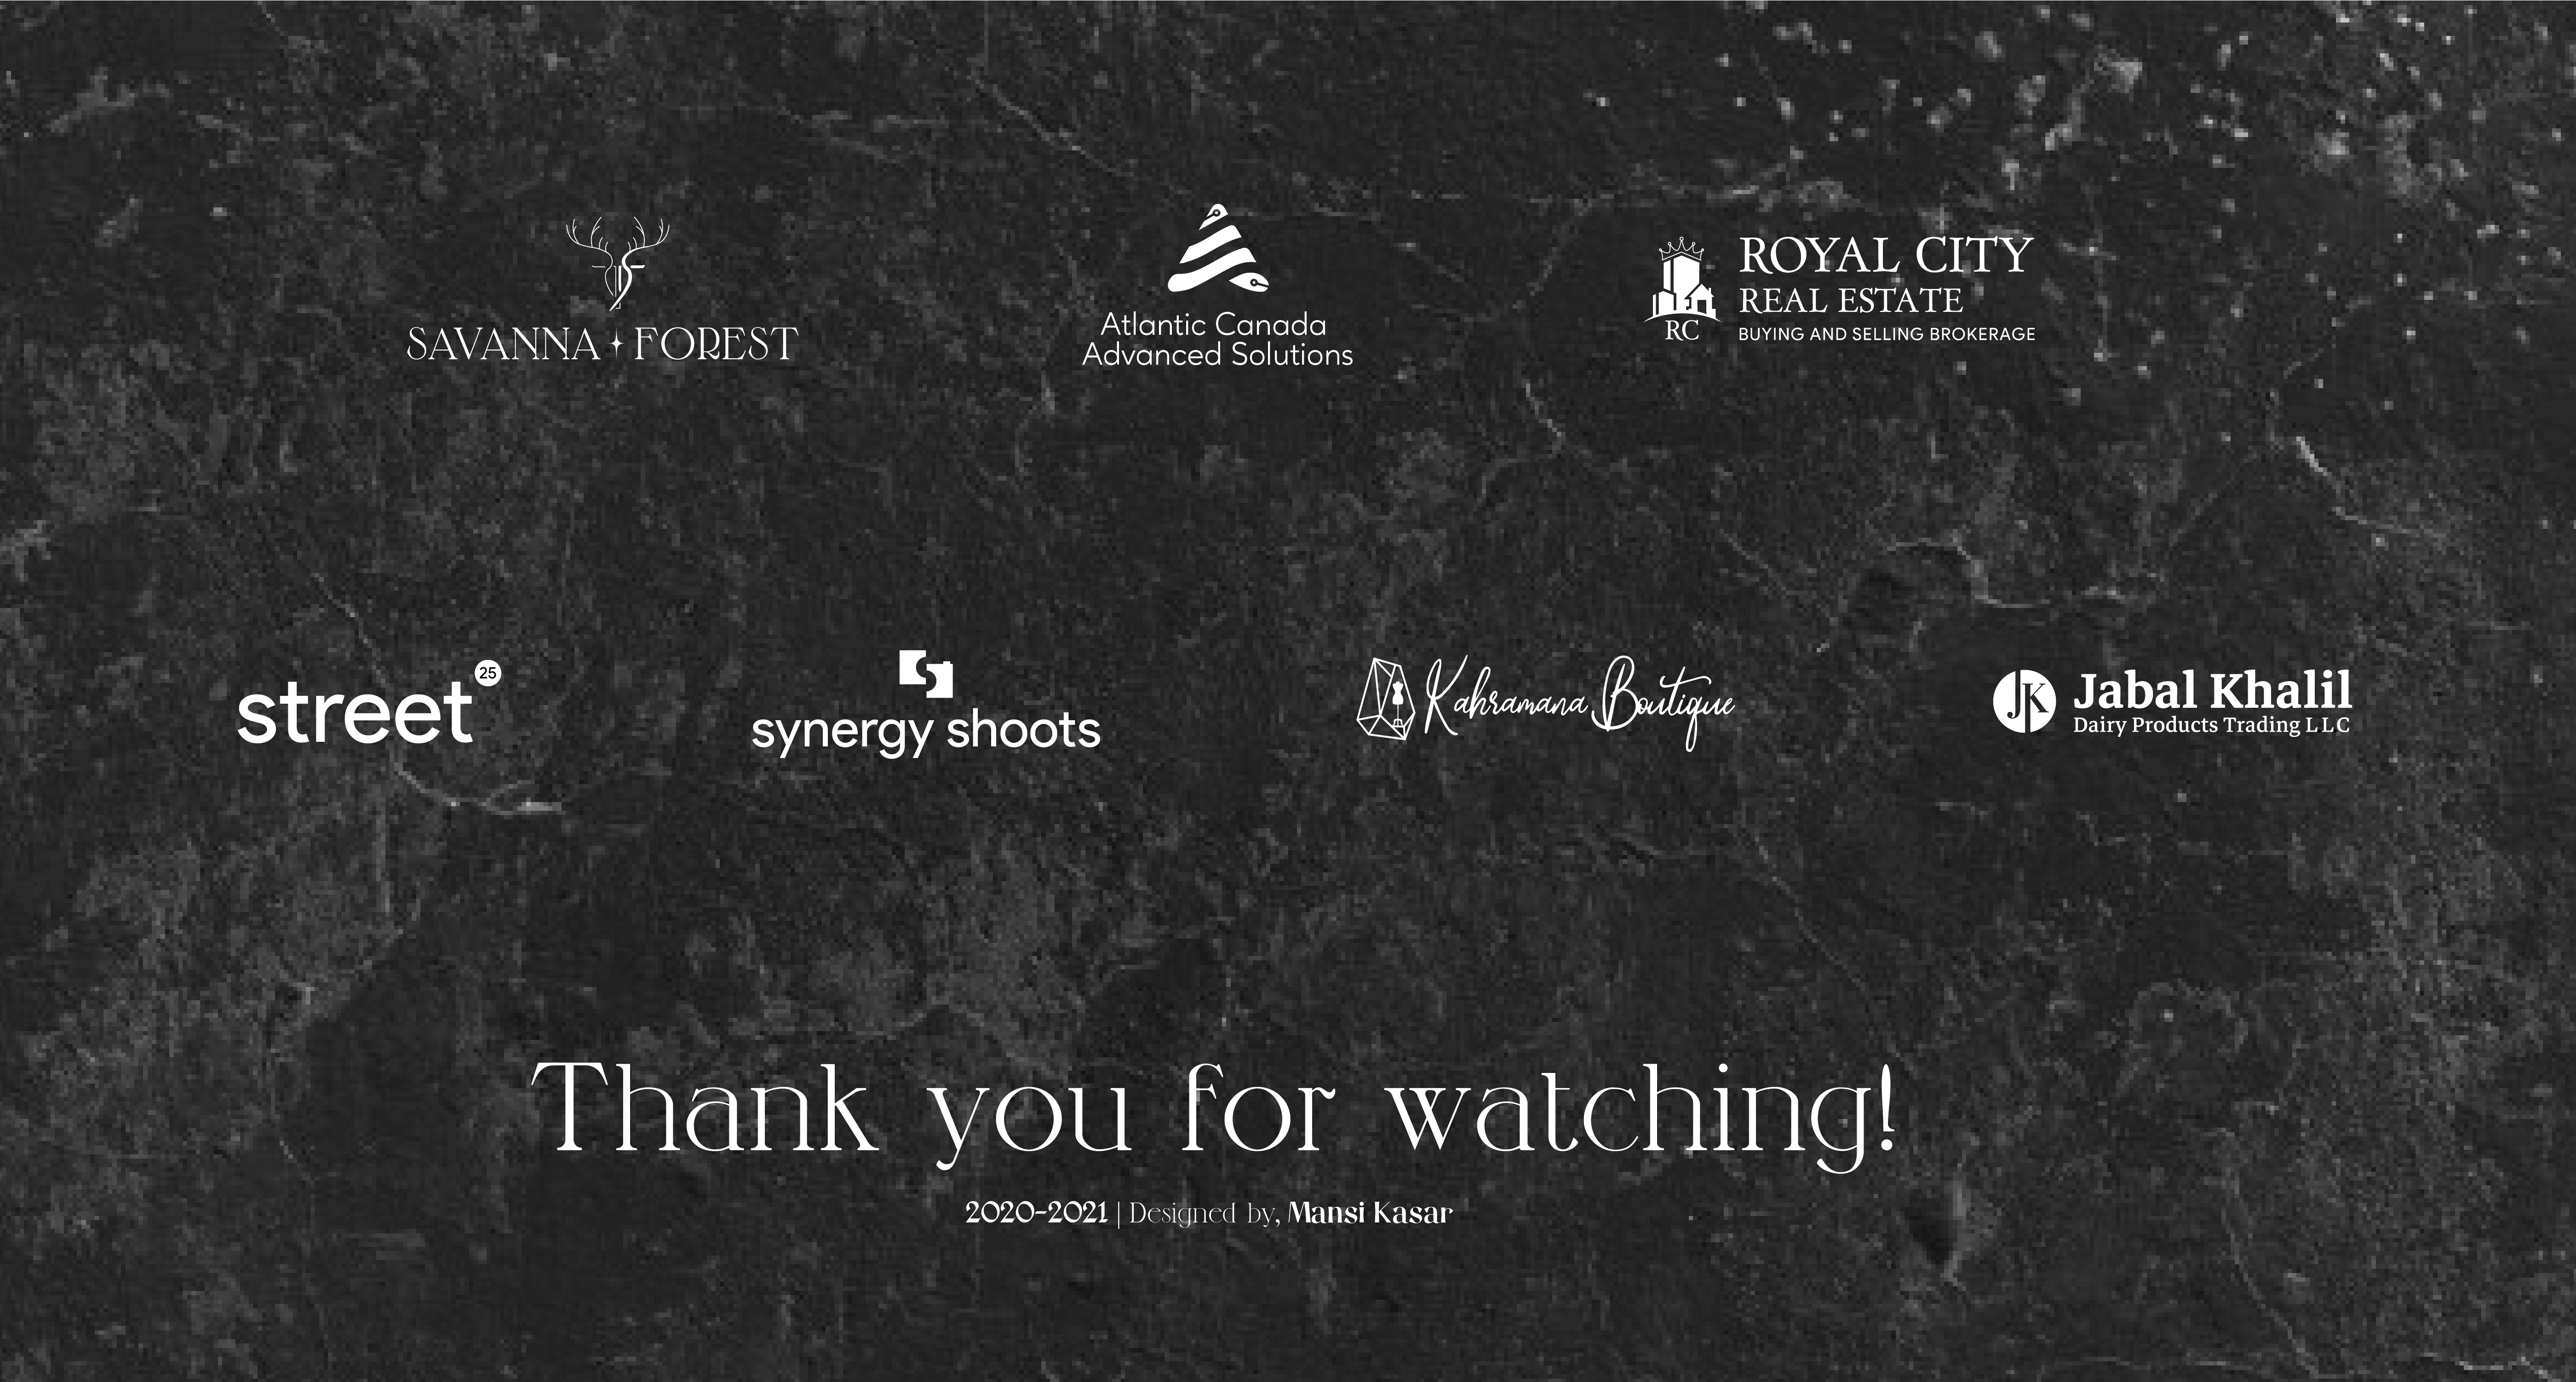 SAVANNA FOREST
Atlantic Canada
Advanced Solutions
ROYAL CITY
REAL ESTATE
BUYING AND SELLING BROKERAGE
RC
street 25
synergy shoots
Kahramana Boutique
JK
Jabal Khalil
Dairy Products Trading LLC
Thank you for watching!
2020-2021 | Designed by, Mansi Kasar